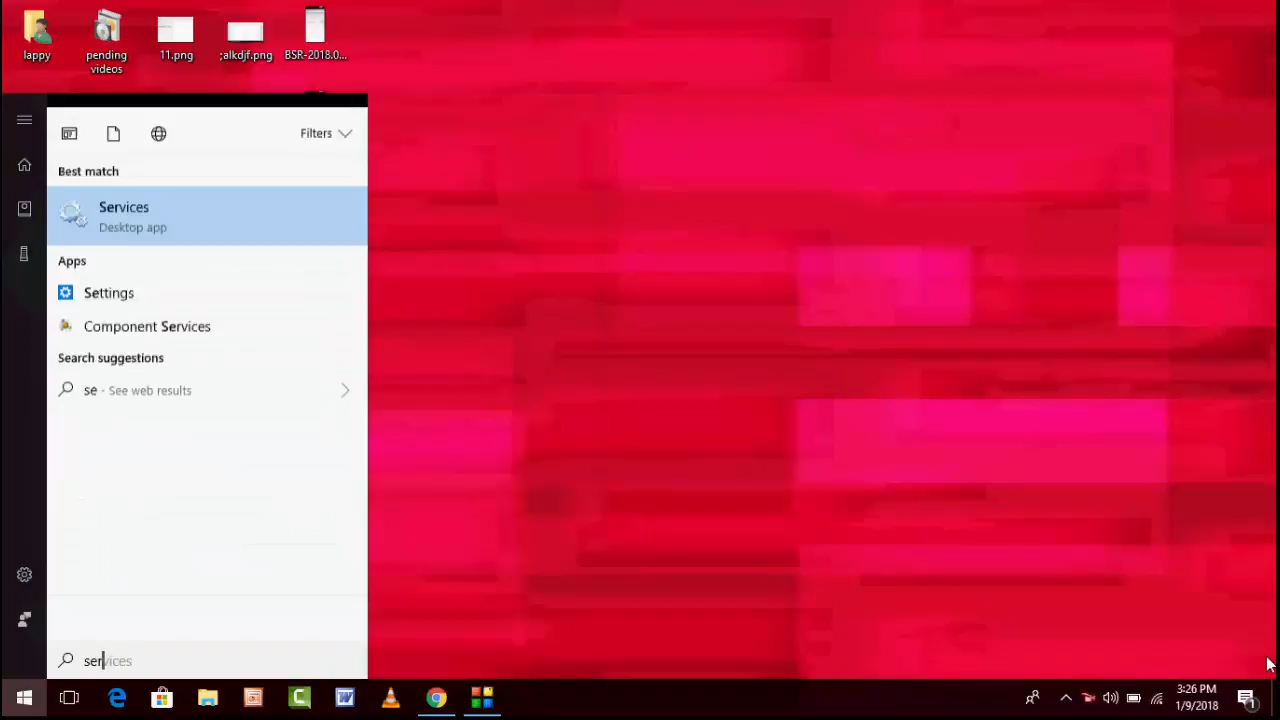 lappy
pending
videos
11.png
;alkdjf.png
BSR-2018.0...
Filters
Best match
Services
Desktop app
Apps
Settings
Component Services
Search suggestions
se - See web results
services
3:26 PM
1/9/2018
1